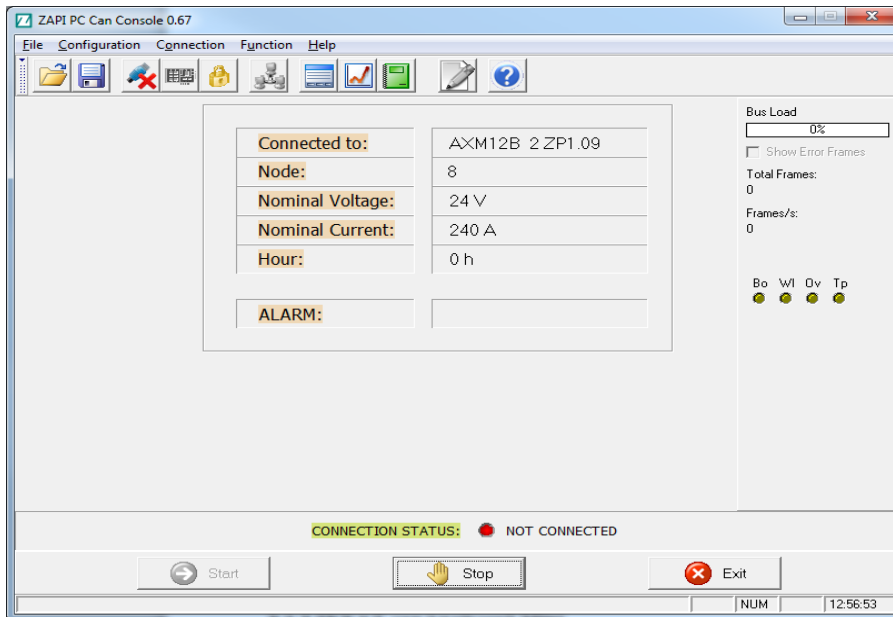 ZAPI PC Can Console 0.67
File Configuration Connection Function Help
Connected to: AXM12B 2 ZP1.09
Node: 8
Nominal Voltage: 24 V
Nominal Current: 240 A
Hour: 0 h
ALARM:
Bus Load
0%
Show Error Frames
Total Frames:
0
Frames/s:
0
Bo Wl Ov Tp
CONNECTION STATUS: NOT CONNECTED
Start Stop Exit
NUM 12:56:53